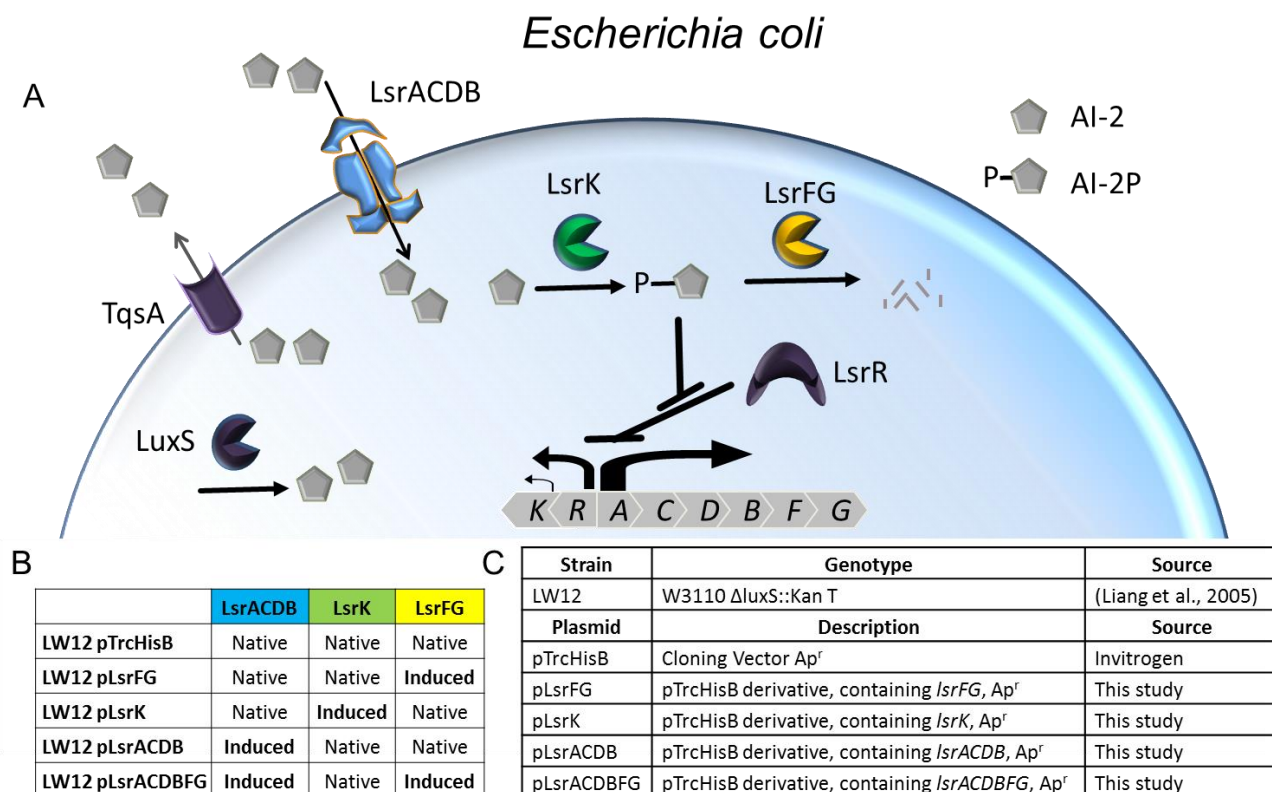 Escherichia coli
A
LsrACDB
AI-2
P
AI-2P
LsrK
LsrFG
P
TqsA
LsrR
LuxS
K R A C D B F G
B
LsrACDB LsrK LsrFG
LW12 pTrcHisB Native Native Native
LW12 pLsrFG Native Native Induced
LW12 pLsrK Native Induced Native
LW12 pLsrACDB Induced Native Native
LW12 pLsrACDBFG Induced Native Induced
C
Strain Genotype Source
LW12 W3110 ΔluxS::Kan T (Liang et al., 2005)
Plasmid Description Source
pTrcHisB Cloning Vector Apʳ Invitrogen
pLsrFG pTrcHisB derivative, containing lsrFG, Apʳ This study
pLsrK pTrcHisB derivative, containing lsrK, Apʳ This study
pLsrACDB pTrcHisB derivative, containing lsrACDB, Apʳ This study
pLsrACDBFG pTrcHisB derivative, containing lsrACDBFG, Apʳ This study